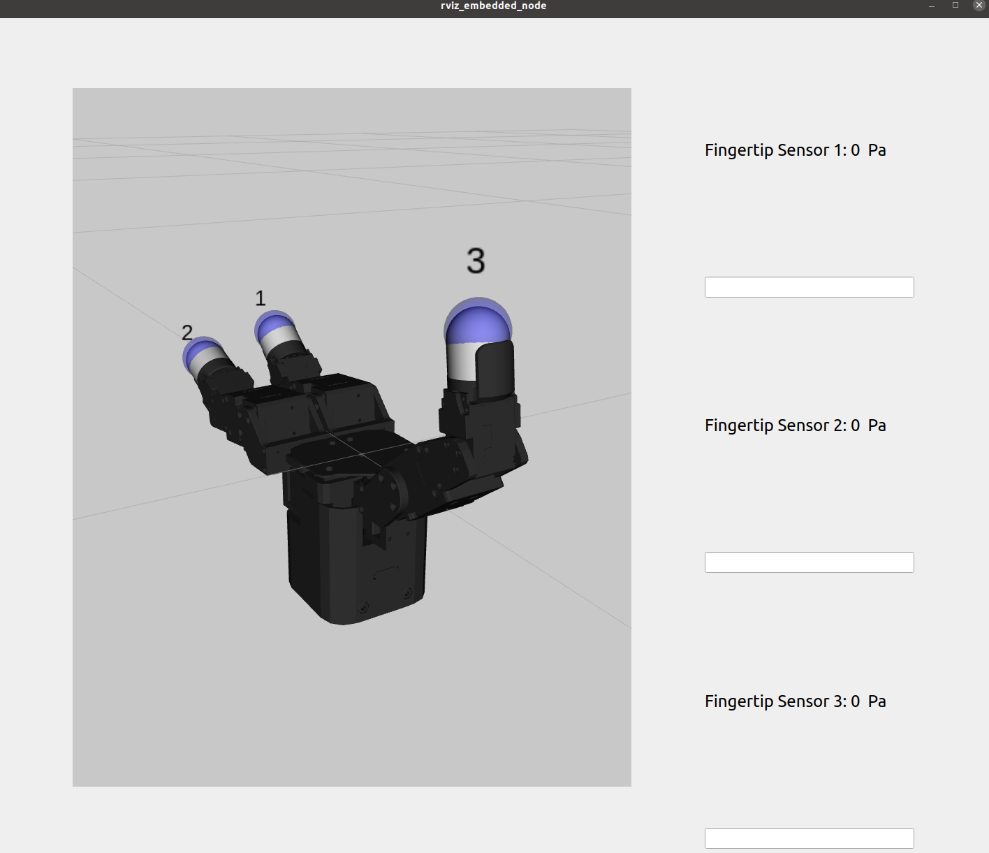 rviz_embedded_node
Fingertip Sensor 1: 0 Pa
3
1
2
Fingertip Sensor 2: 0 Pa
Fingertip Sensor 3: 0 Pa